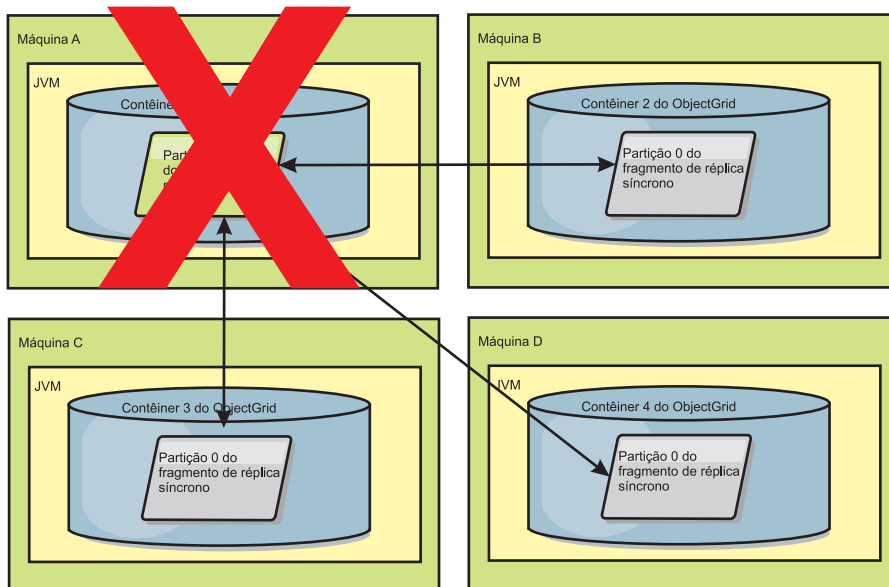 Máquina A
JVM
Contêiner
Máquina B
JVM
Contêiner 2 do ObjectGrid
Partição 0 do
fragmento de réplica
síncrono
Máquina C
JVM
Contêiner 3 do ObjectGrid
Partição 0 do
fragmento de réplica
síncrono
Máquina D
JVM
Contêiner 4 do ObjectGrid
Partição 0 do
fragmento de réplica
síncrono